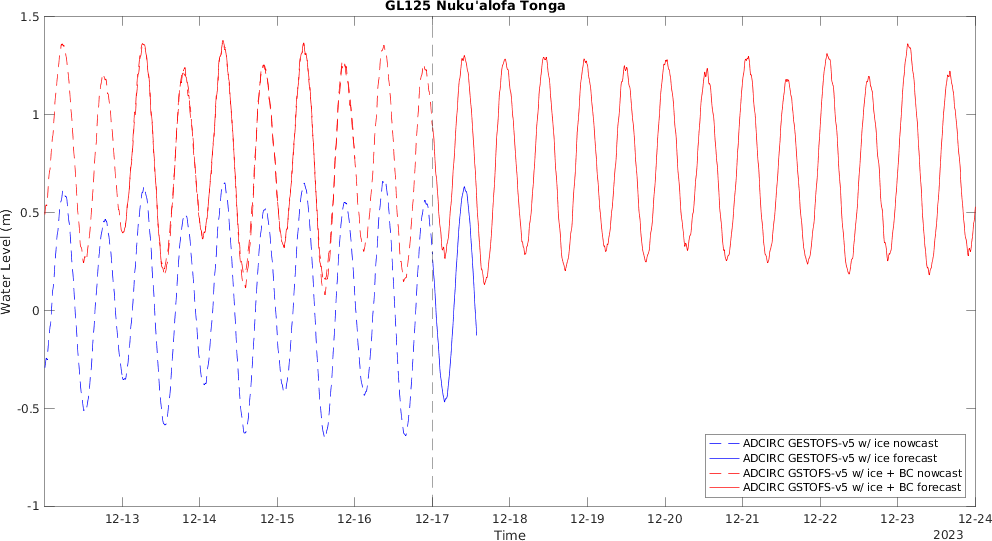 GL125 Nuku'alofa Tonga
1.5
1
0.5
0
-0.5
-1
Water Level (m)
12-13 12-14 12-15 12-16 12-17 12-18 12-19 12-20 12-21 12-22 12-23 12-24
Time
2023
ADCIRC GESTOFS-v5 w/ ice nowcast
ADCIRC GESTOFS-v5 w/ ice forecast
ADCIRC GSTOFS-v5 w/ ice + BC nowcast
ADCIRC GSTOFS-v5 w/ ice + BC forecast